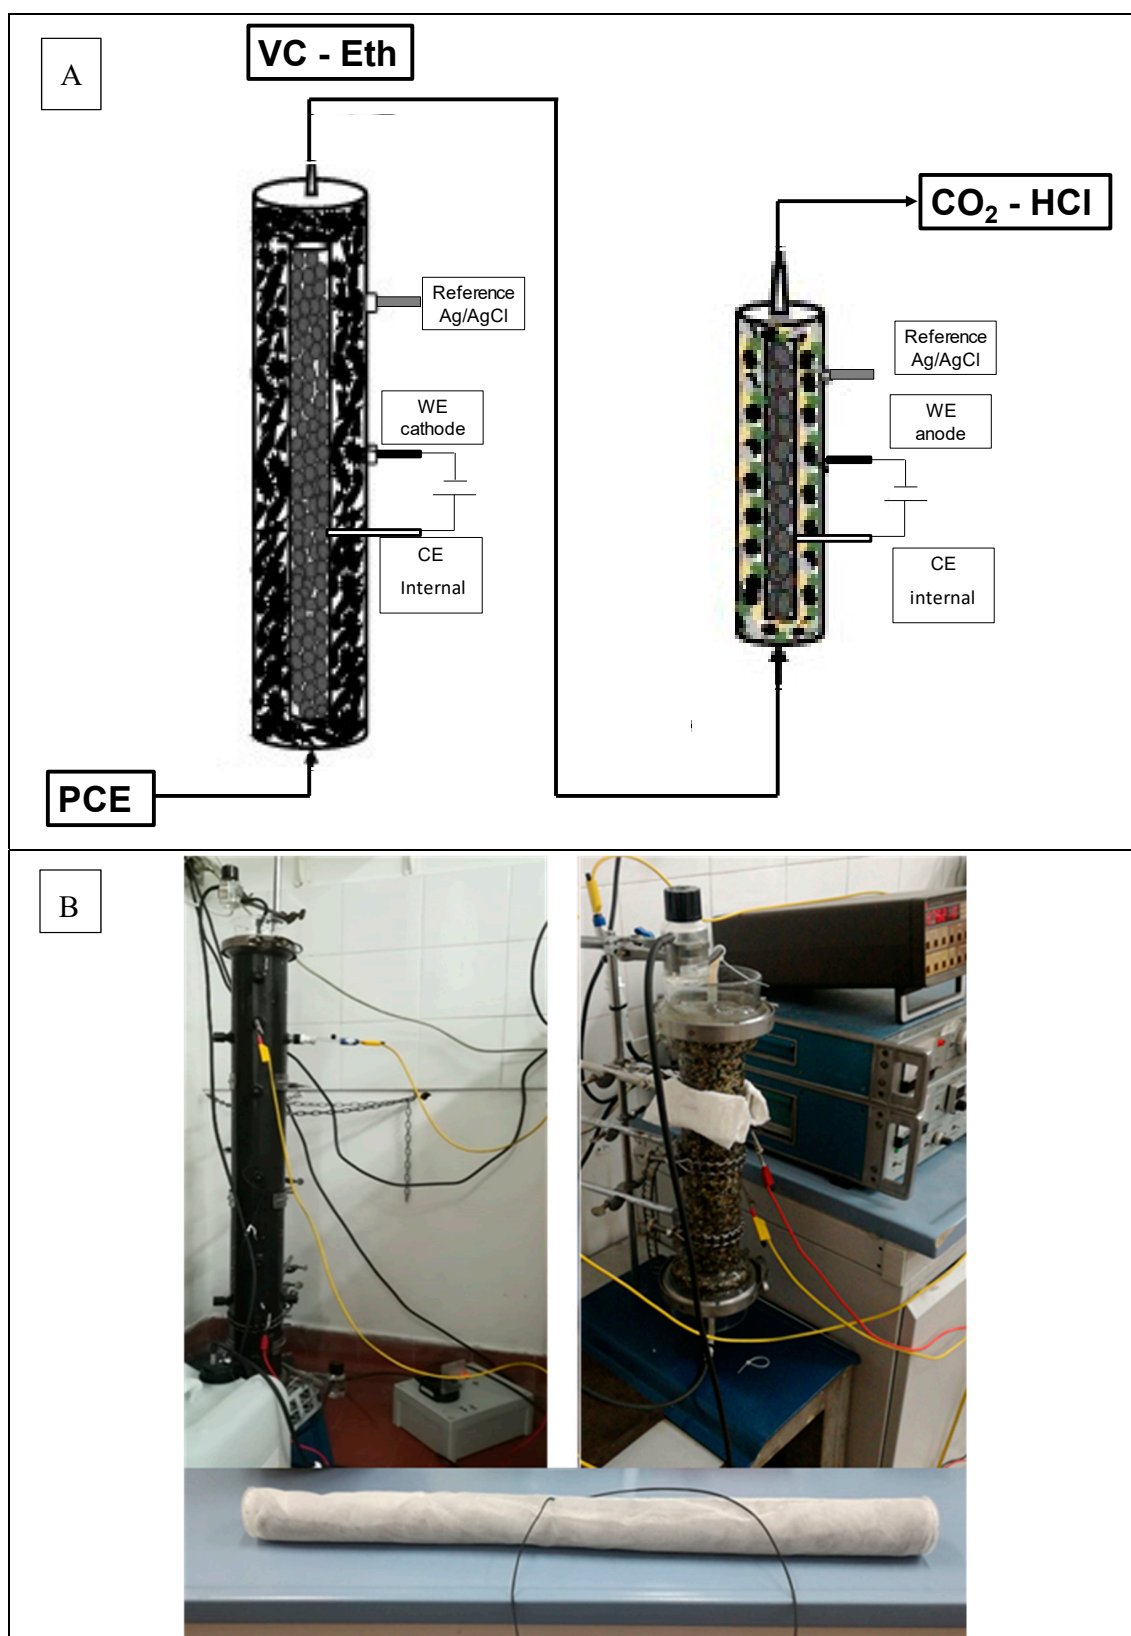 A
VC - Eth
CO₂ - HCl
Reference
Ag/AgCl
Reference
Ag/AgCl
WE
cathode
WE
anode
CE
Internal
CE
internal
PCE
B